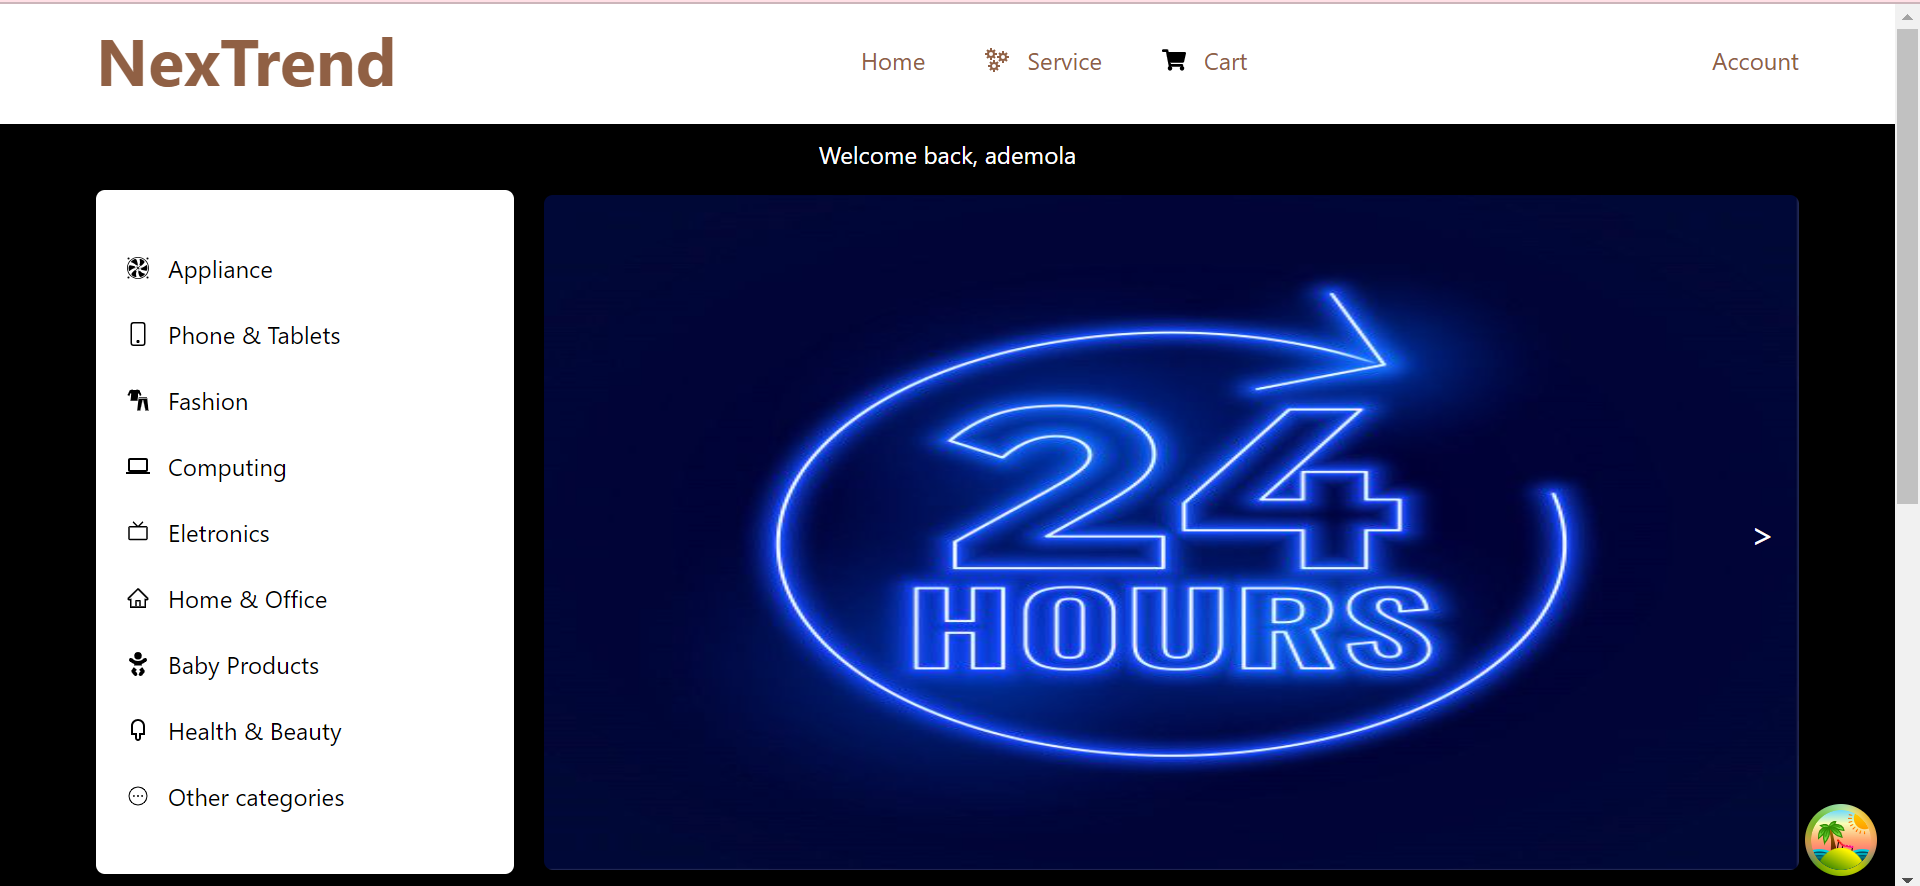 NexTrend
Home Service Cart Account
Welcome back, ademola
Appliance
Phone & Tablets
Fashion
Computing
Eletronics
Home & Office
Baby Products
Health & Beauty
Other categories
24
HOURS
>